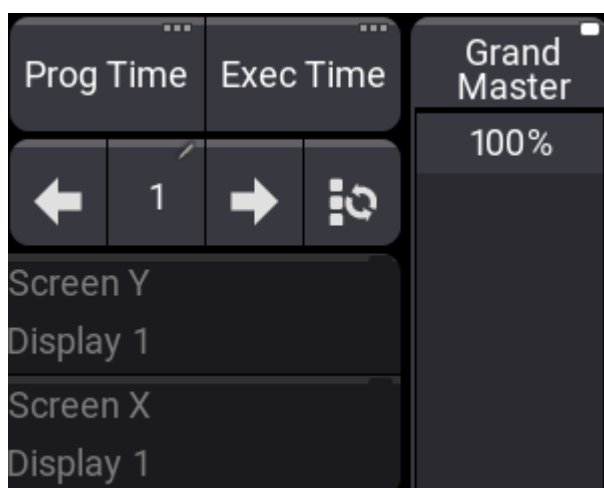 Prog Time
Exec Time
Grand
Master
100%
1
Screen Y
Display 1
Screen X
Display 1